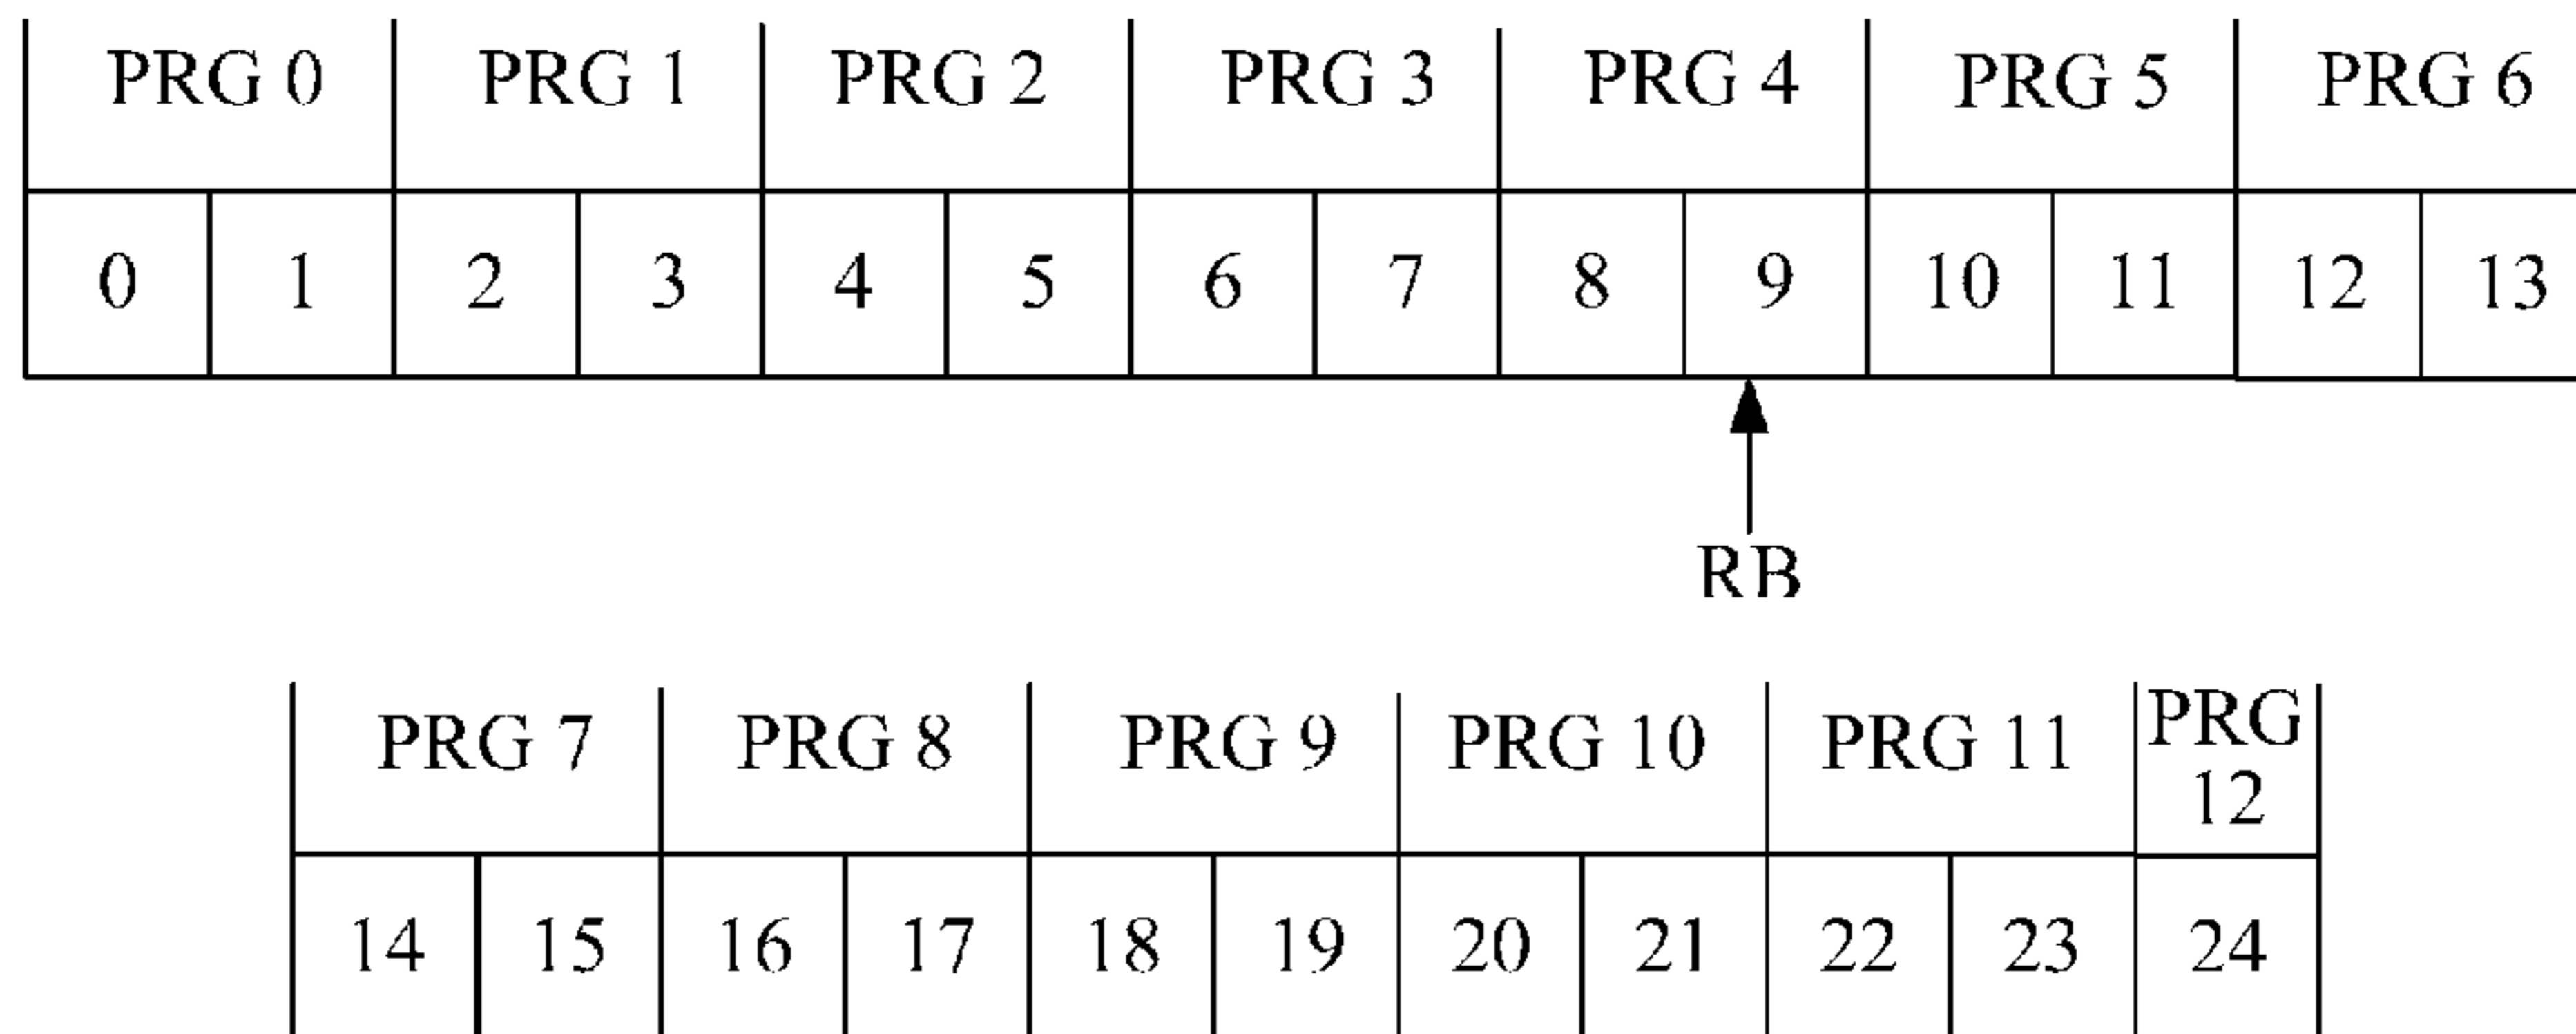 PRG 0 PRG 1 PRG 2 PRG 3 PRG 4 PRG 5 PRG 6
0 1 2 3 4 5 6 7 8 9 10 11 12 13
RB
PRG 7 PRG 8 PRG 9 PRG 10 PRG 11 PRG
12
14 15 16 17 18 19 20 21 22 23 24